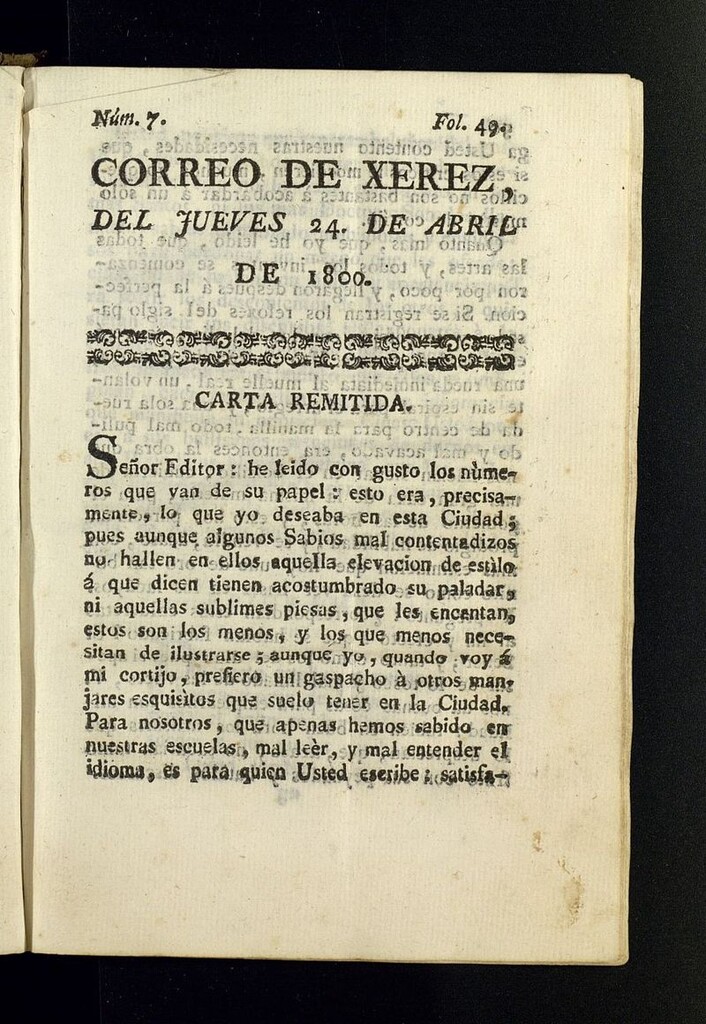 Núm. 7.
Fol. 49.
CORREO DE XEREZ,
DEL JUEVES 24. DE ABRIL
DE 1800.
CARTA REMITIDA.
Señor Editor: he leido con gusto los nùme-
ros que van de su papel: esto era, precisa-
mente, lo que yo deseaba en esta Ciudad;
pues aunque algunos Sabios mal contentadizos
no hallen en ellos aquella elevacion de estilo
á que dicen tienen acostumbrado su paladar,
ni aquellas sublimes piesas, que les encantan,
estos son los menos, y los que menos nece-
sitan de ilustrarse; aunque yo, quando voy á
mi cortijo, prefiero un gaspacho à otros man-
jares esquisìtos que suelo tener en la Ciudad.
Para nosotros, que apenas hemos sabido en
nuestras escuelas, mal leèr, y mal entender el
idioma, es para quien Usted escribe; satisfa-